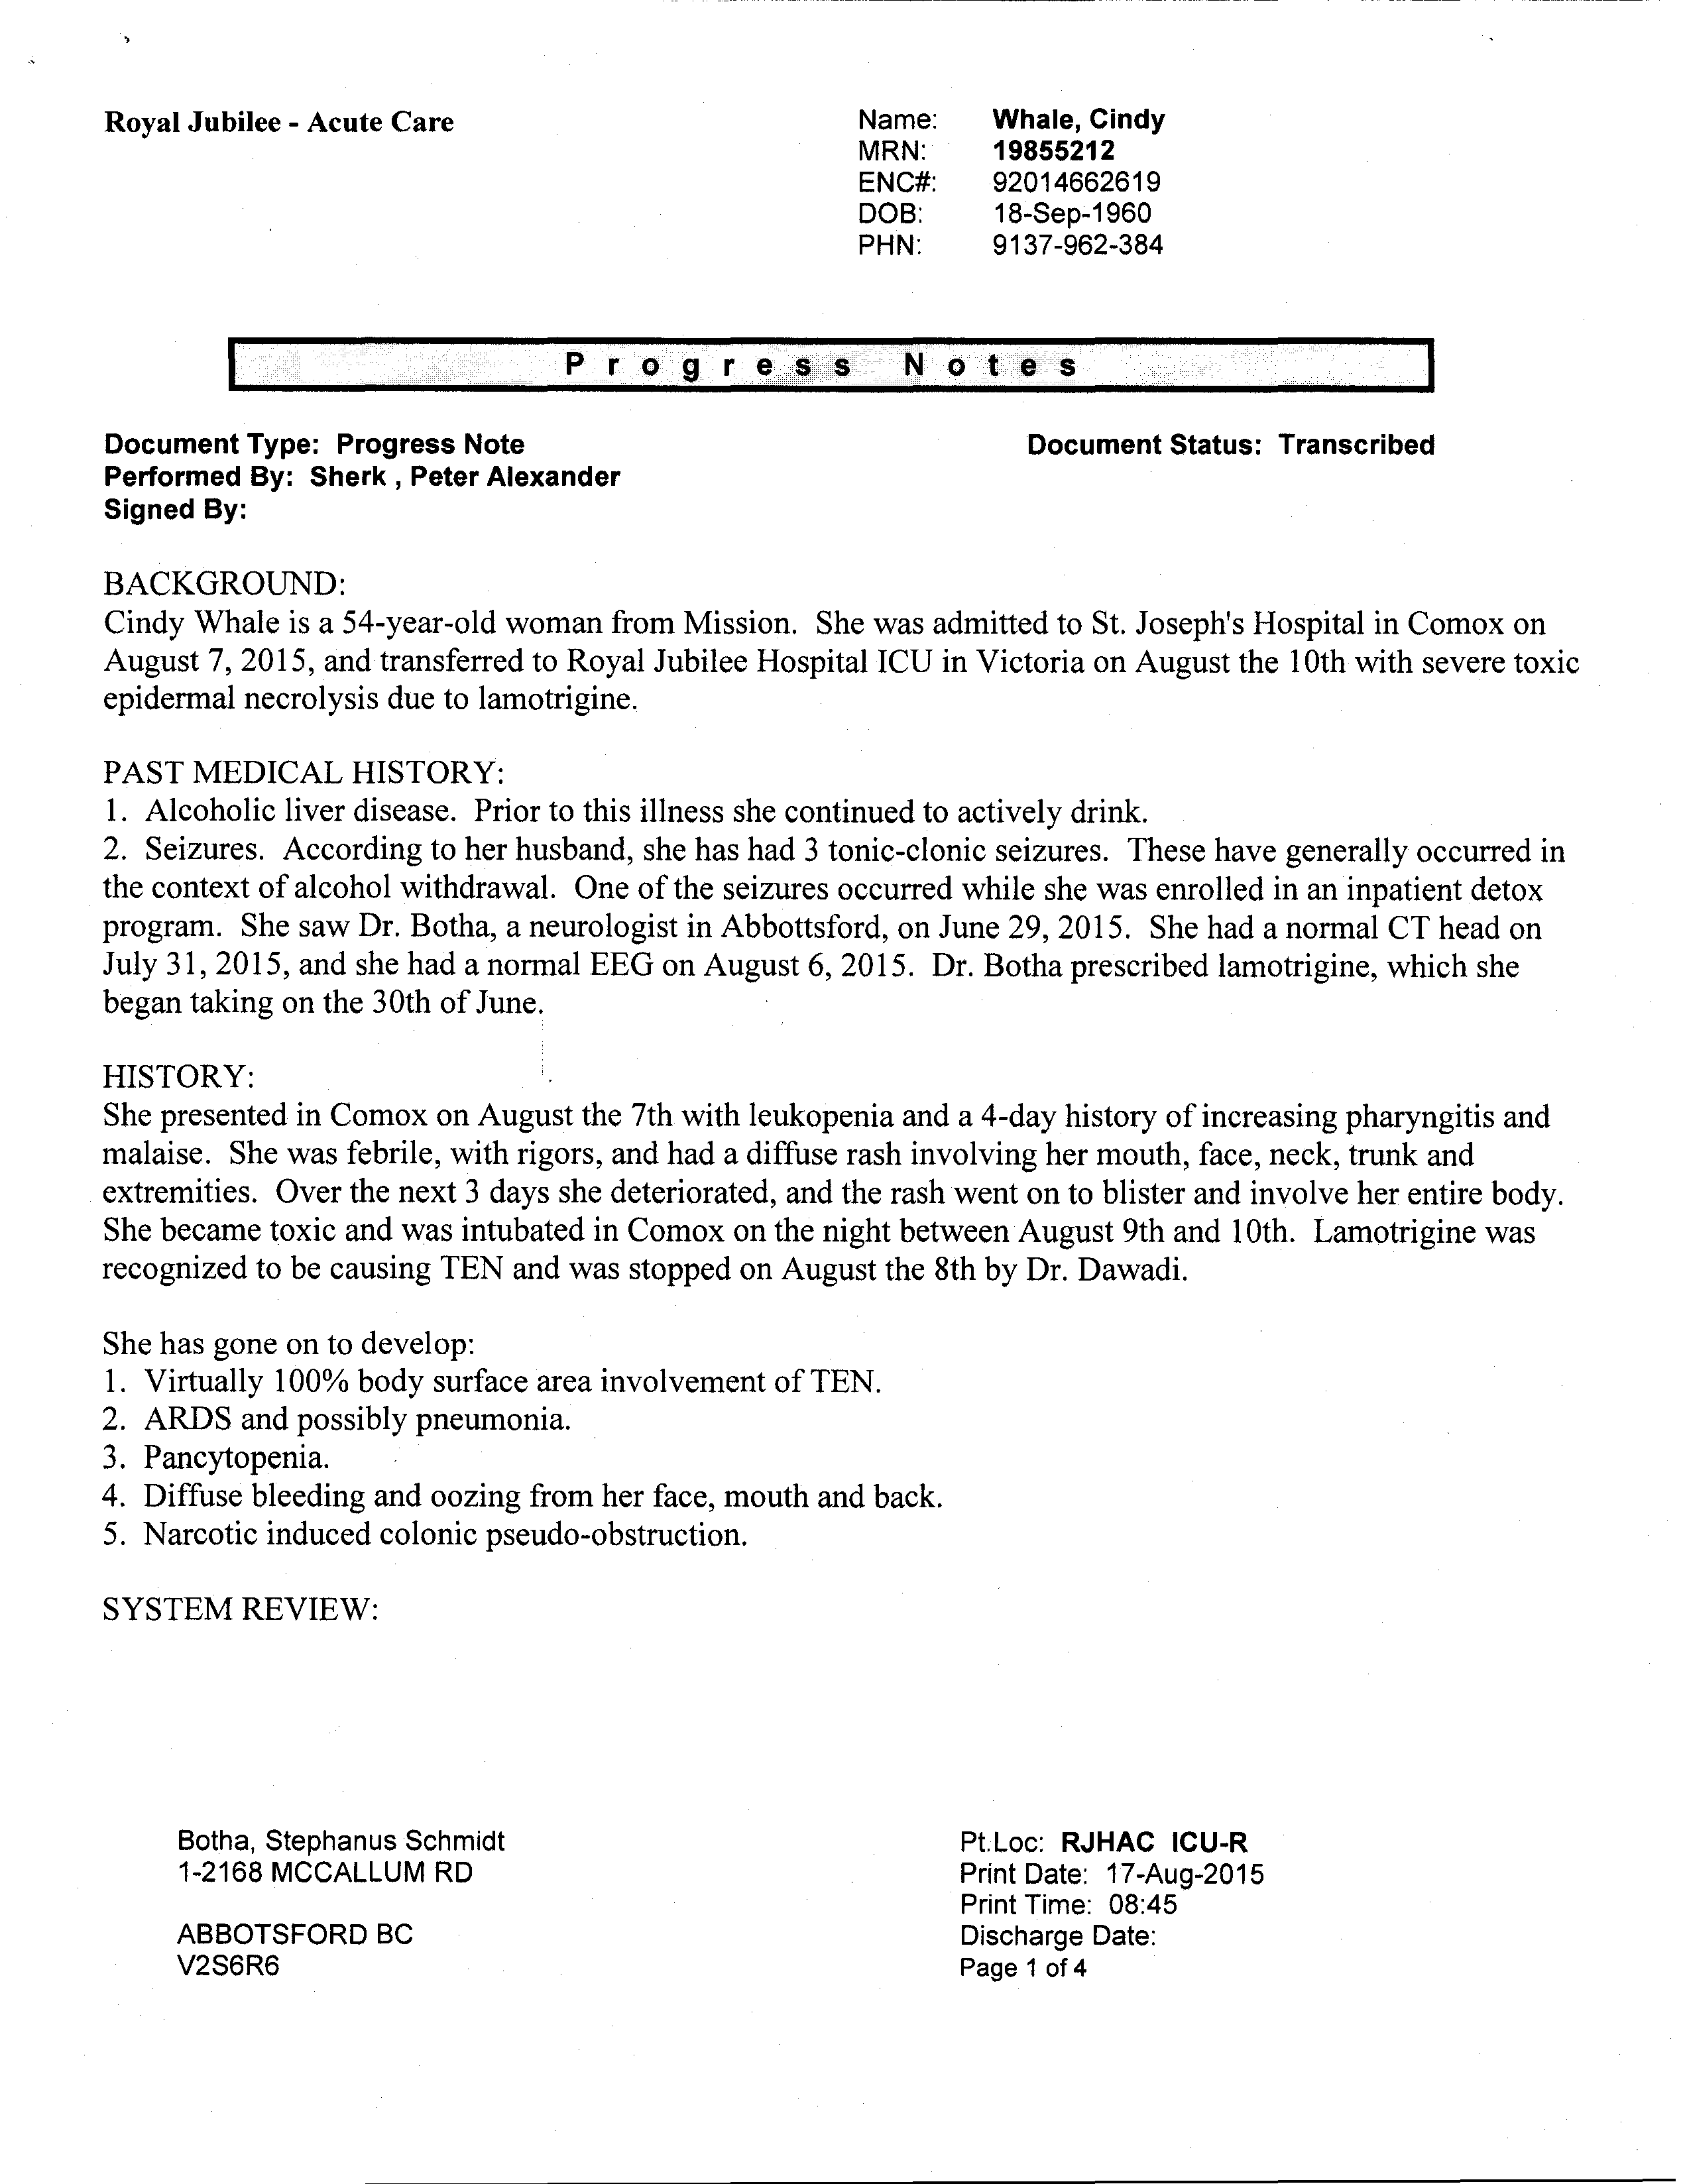 Royal Jubilee - Acute Care
Name: Whale, Cindy
MRN: 19855212
ENC#: 92014662619
DOB: 18-Sep-1960
PHN: 9137-962-384
Progress Notes
Document Type: Progress Note
Document Status: Transcribed
Performed By: Sherk , Peter Alexander
Signed By:
BACKGROUND:
Cindy Whale is a 54-year-old woman from Mission. She was admitted to St. Joseph's Hospital in Comox on
August 7, 2015, and transferred to Royal Jubilee Hospital ICU in Victoria on August the 10th with severe toxic
epidermal necrolysis due to lamotrigine.
PAST MEDICAL HISTORY:
1. Alcoholic liver disease. Prior to this illness she continued to actively drink.
2. Seizures. According to her husband, she has had 3 tonic-clonic seizures. These have generally occurred in
the context of alcohol withdrawal. One of the seizures occurred while she was enrolled in an inpatient detox
program. She saw Dr. Botha, a neurologist in Abbottsford, on June 29, 2015. She had a normal CT head on
July 31, 2015, and she had a normal EEG on August 6, 2015. Dr. Botha prescribed lamotrigine, which she
began taking on the 30th of June.
HISTORY:
She presented in Comox on August the 7th with leukopenia and a 4-day history of increasing pharyngitis and
malaise. She was febrile, with rigors, and had a diffuse rash involving her mouth, face, neck, trunk and
extremities. Over the next 3 days she deteriorated, and the rash went on to blister and involve her entire body.
She became toxic and was intubated in Comox on the night between August 9th and 10th. Lamotrigine was
recognized to be causing TEN and was stopped on August the 8th by Dr. Dawadi.
She has gone on to develop:
1. Virtually 100% body surface area involvement of TEN.
2. ARDS and possibly pneumonia.
3. Pancytopenia.
4. Diffuse bleeding and oozing from her face, mouth and back.
5. Narcotic induced colonic pseudo-obstruction.
SYSTEM REVIEW:
Botha, Stephanus Schmidt
1-2168 MCCALLUM RD
ABBOTSFORD BC
V2S6R6
Pt.Loc: RJHAC ICU-R
Print Date: 17-Aug-2015
Print Time: 08:45
Discharge Date:
Page 1 of 4